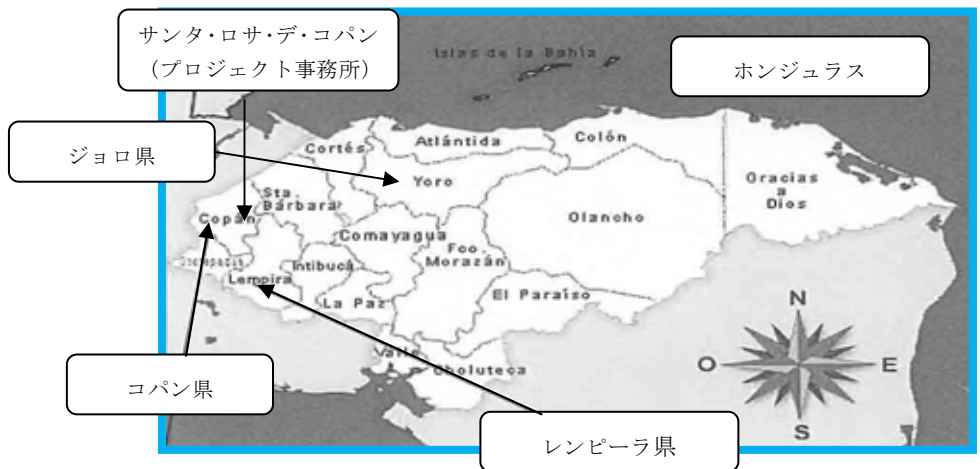 サンタ・ロサ・デ・コパン
（プロジェクト事務所）
Islas de la Bahía
ホンジュラス
ジョロ県
Cortés
Atlántida
Colón
Yoro
Gracias
a
Dios
Sta.
Bárbara
Copán
Olancho
Comayagua
Fco.
Morazán
Intibucá
Lempira
La Paz
El Paraíso
Valle
Choluteca
N
O
E
S
コパン県
レンピーラ県